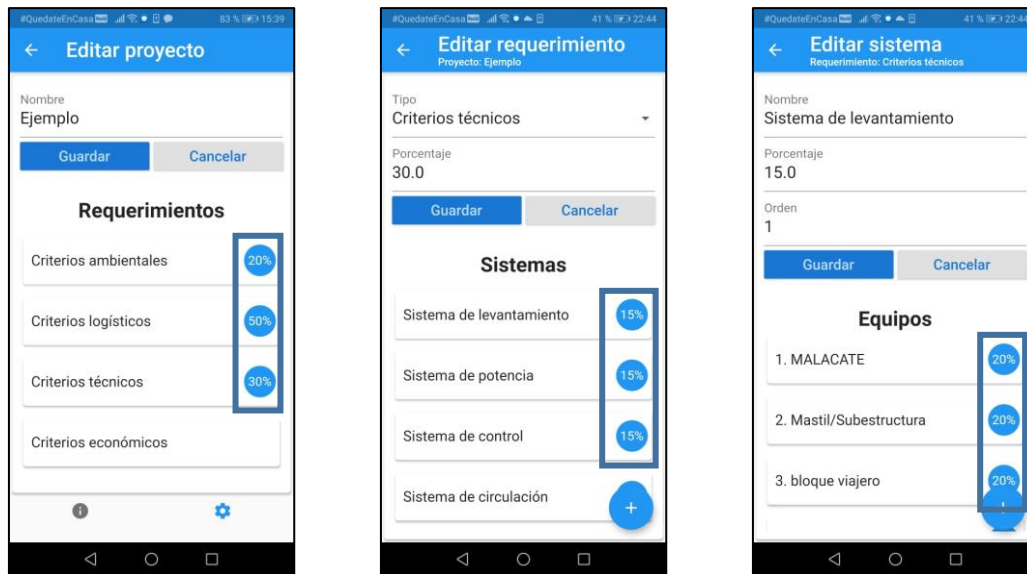 #QuedateEnCasa 83 % 15:39
Editar proyecto
Nombre
Ejemplo
Guardar Cancelar
Requerimientos
Criterios ambientales 20%
Criterios logísticos 50%
Criterios técnicos 30%
Criterios económicos
#QuedateEnCasa 41 % 22:44
Editar requerimiento
Proyecto: Ejemplo
Tipo
Criterios técnicos
Porcentaje
30.0
Guardar Cancelar
Sistemas
Sistema de levantamiento 15%
Sistema de potencia 15%
Sistema de control 15%
Sistema de circulación
+
#QuedateEnCasa 41 % 22:44
Editar sistema
Requerimiento: Criterios técnicos
Nombre
Sistema de levantamiento
Porcentaje
15.0
Orden
1
Guardar Cancelar
Equipos
1. MALACATE 20%
2. Mastil/Subestructura 20%
3. bloque viajero 20%